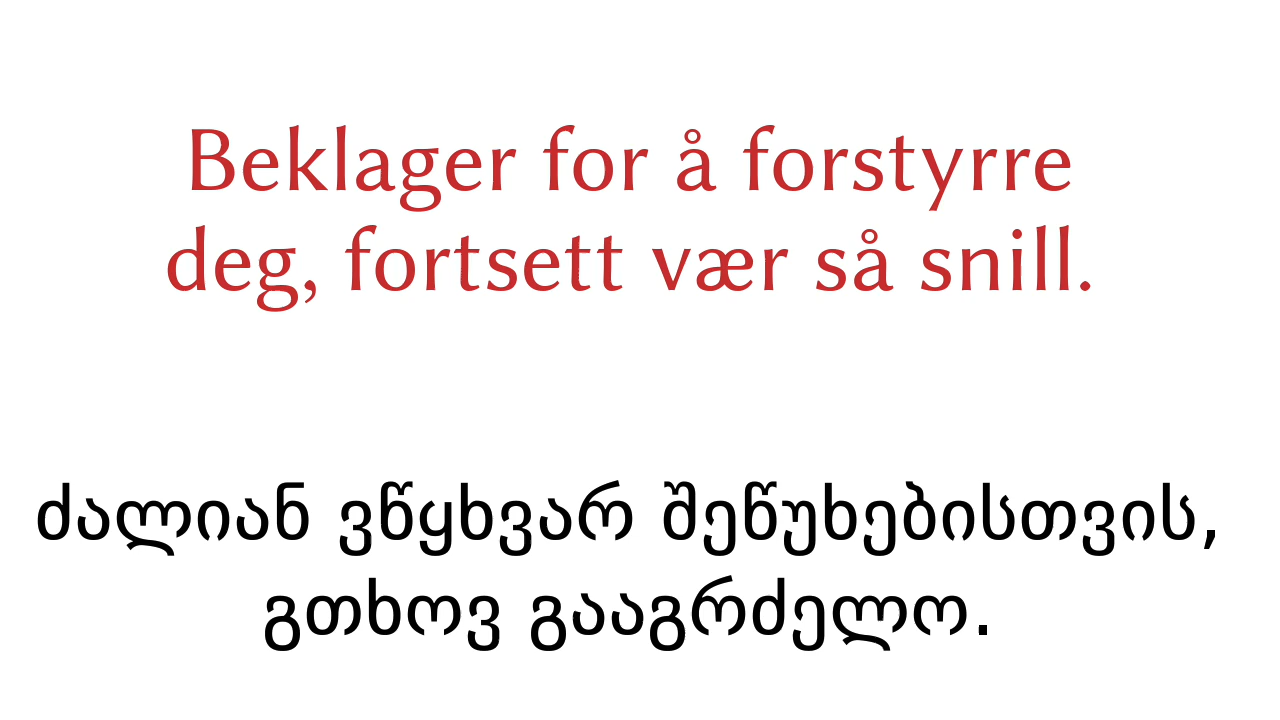 Beklager for å forstyrre
deg, fortsett vær så snill.
ძალიან ვწყხვარ შეწუხებისთვის,
გთხოვ გააგრძელო.